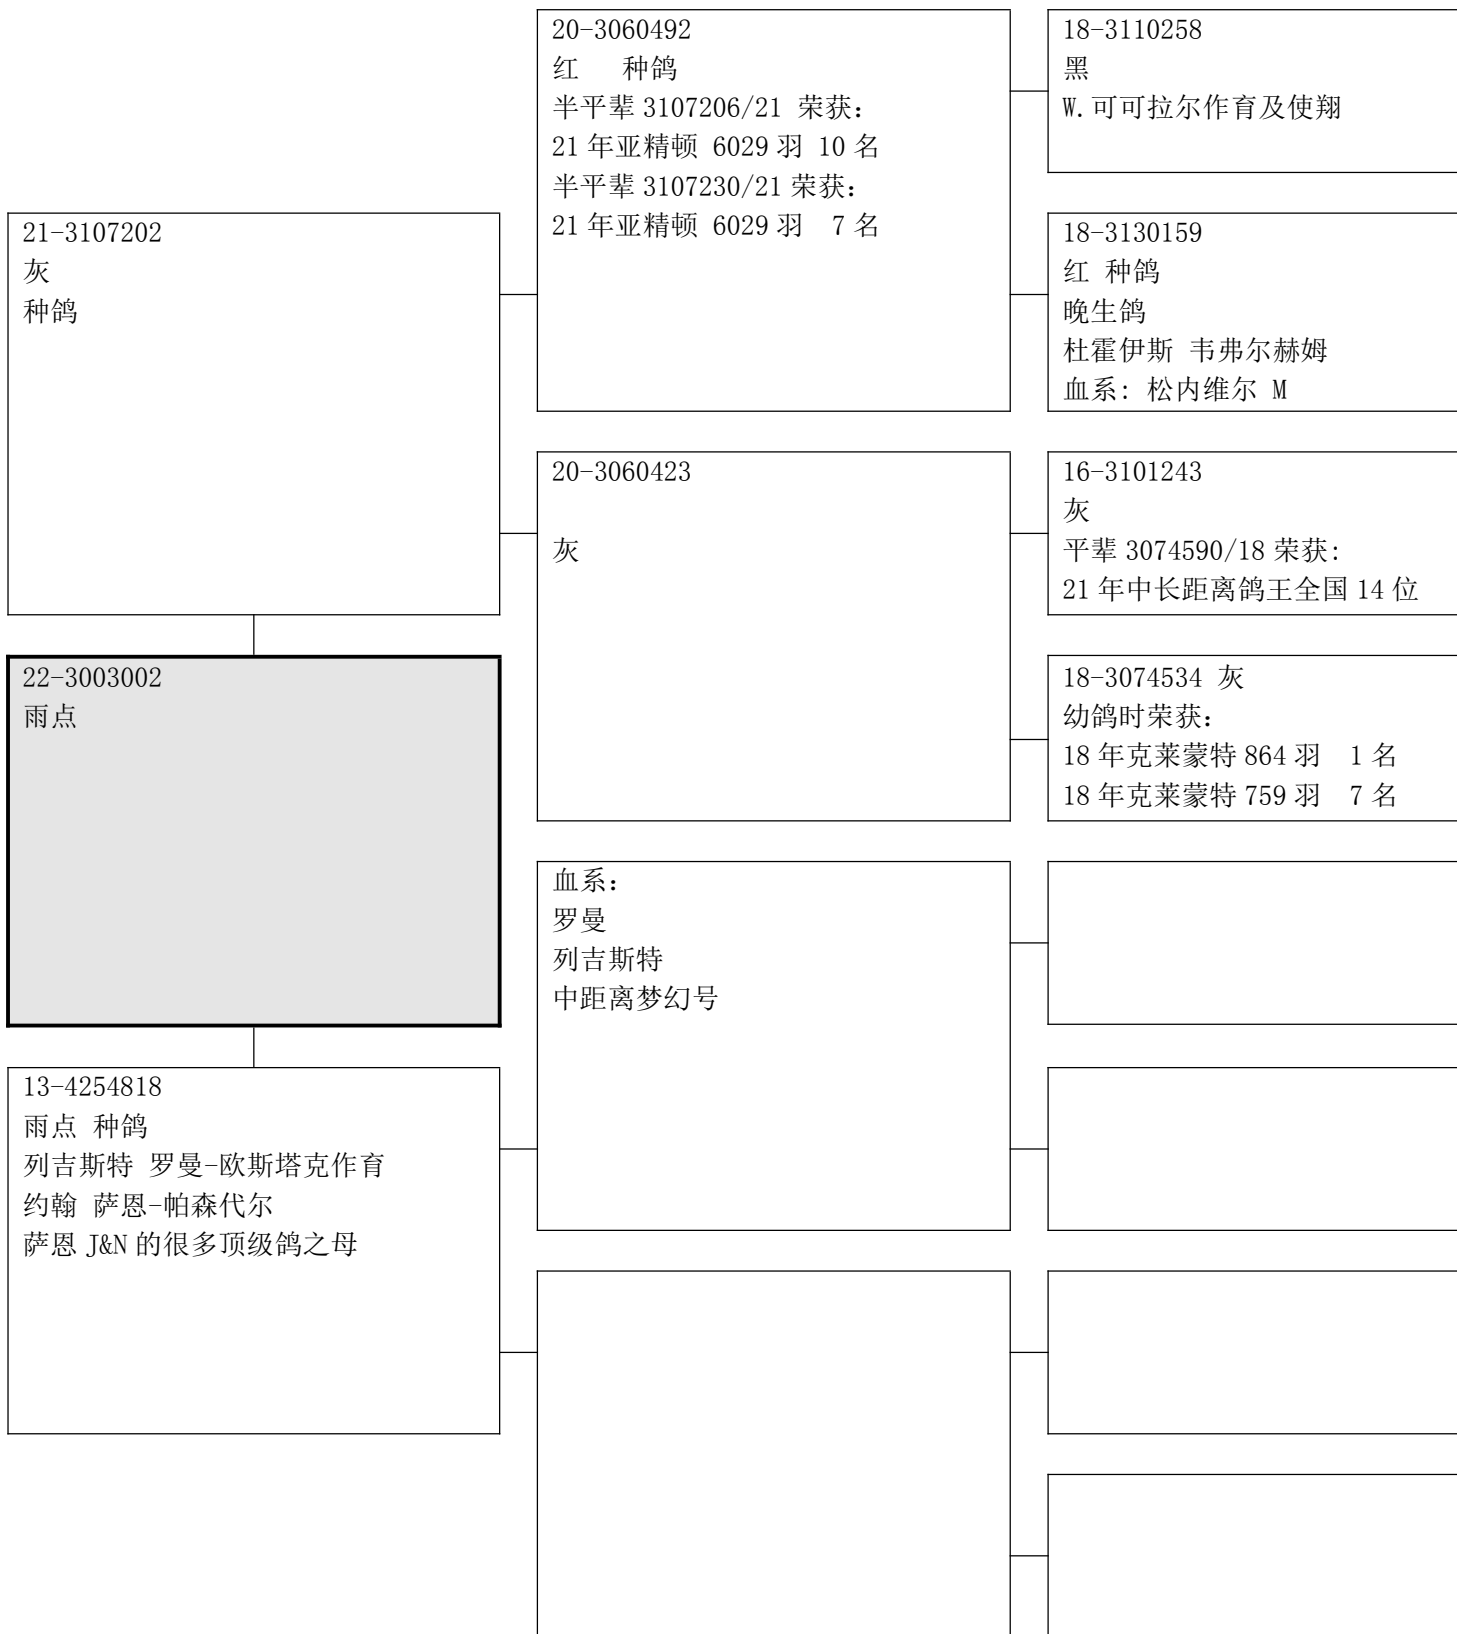 20-3060492
红 种鸽
半平辈 3107206/21 荣获：
21 年亚精顿 6029 羽 10 名
半平辈 3107230/21 荣获：
21 年亚精顿 6029 羽 7 名
18-3110258
黑
W.可可拉尔作育及使翔
21-3107202
灰
种鸽
18-3130159
红 种鸽
晚生鸽
杜霍伊斯 韦弗尔赫姆
血系：松内维尔 M
20-3060423
灰
16-3101243
灰
平辈 3074590/18 荣获：
21 年中长距离鸽王全国 14 位
22-3003002
雨点
18-3074534 灰
幼鸽时荣获：
18 年克莱蒙特 864 羽 1 名
18 年克莱蒙特 759 羽 7 名
血系：
罗曼
列吉斯特
中距离梦幻号
13-4254818
雨点 种鸽
列吉斯特 罗曼-欧斯塔克作育
约翰 萨恩-帕森代尔
萨恩 J&N 的很多顶级鸽之母